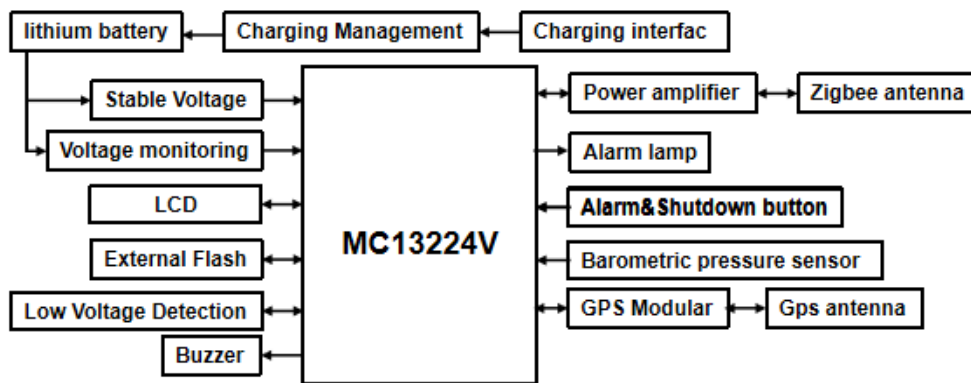 lithium battery
Charging Management
Charging interfac
Stable Voltage
Power amplifier
Zigbee antenna
Voltage monitoring
Alarm lamp
LCD
Alarm&Shutdown button
MC13224V
External Flash
Barometric pressure sensor
Low Voltage Detection
GPS Modular
Gps antenna
Buzzer